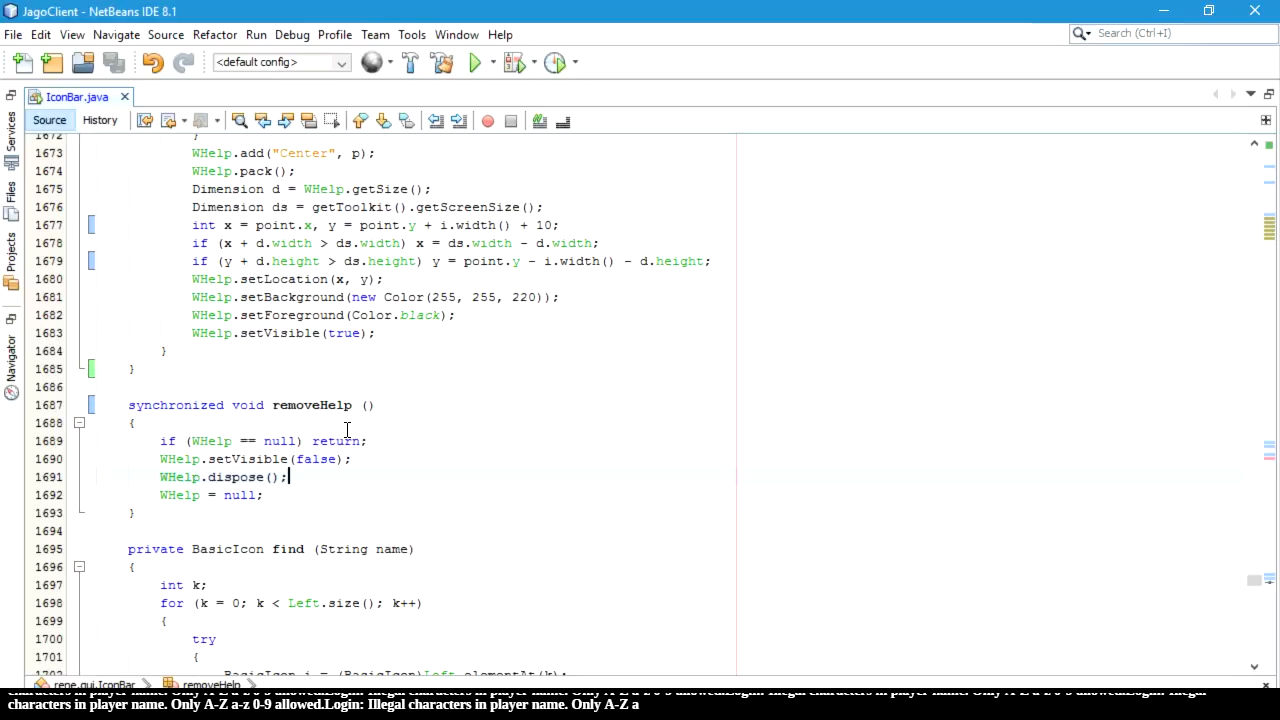 JagoClient - NetBeans IDE 8.1
File Edit View Navigate Source Refactor Run Debug Profile Team Tools Window Help
Search (Ctrl+I)
<default config>
IconBar.java
Source History
Services
Files
Projects
Navigator
1672 }
1673 WHelp.add("Center", p);
1674 WHelp.pack();
1675 Dimension d = WHelp.getSize();
1676 Dimension ds = getToolkit().getScreenSize();
1677 int x = point.x, y = point.y + i.width() + 10;
1678 if (x + d.width > ds.width) x = ds.width - d.width;
1679 if (y + d.height > ds.height) y = point.y - i.width() - d.height;
1680 WHelp.setLocation(x, y);
1681 WHelp.setBackground(new Color(255, 255, 220));
1682 WHelp.setForeground(Color.black);
1683 WHelp.setVisible(true);
1684 }
1685 }
1686
1687 synchronized void removeHelp ()
1688 {
1689 if (WHelp == null) return;
1690 WHelp.setVisible(false);
1691 WHelp.dispose();
1692 WHelp = null;
1693 }
1694
1695 private BasicIcon find (String name)
1696 {
1697 int k;
1698 for (k = 0; k < Left.size(); k++)
1699 {
1700 try
1701 {
1702 BasicIcon i = (BasicIcon)Left.elementAt(k);
rene.gui.IconBar removeHelp
characters in player name. Only A-Z a-z 0-9 allowed.Login: Illegal characters in player name. Only A-Z a-z 0-9 allowed.Login: Illegal characters in player name. Only A-Z a-z 0-9 allowed.Login: Illegal
characters in player name. Only A-Z a-z 0-9 allowed.Login: Illegal characters in player name. Only A-Z a